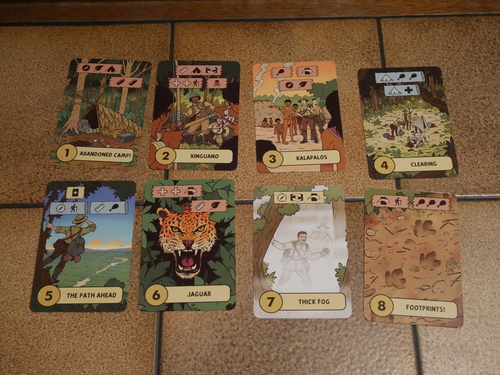 1 ABANDONED CAMP!
2 XINGUANO
3 KALAPALOS
4 CLEARING
5 THE PATH AHEAD
6 JAGUAR
7 THICK FOG
8 FOOTPRINTS!